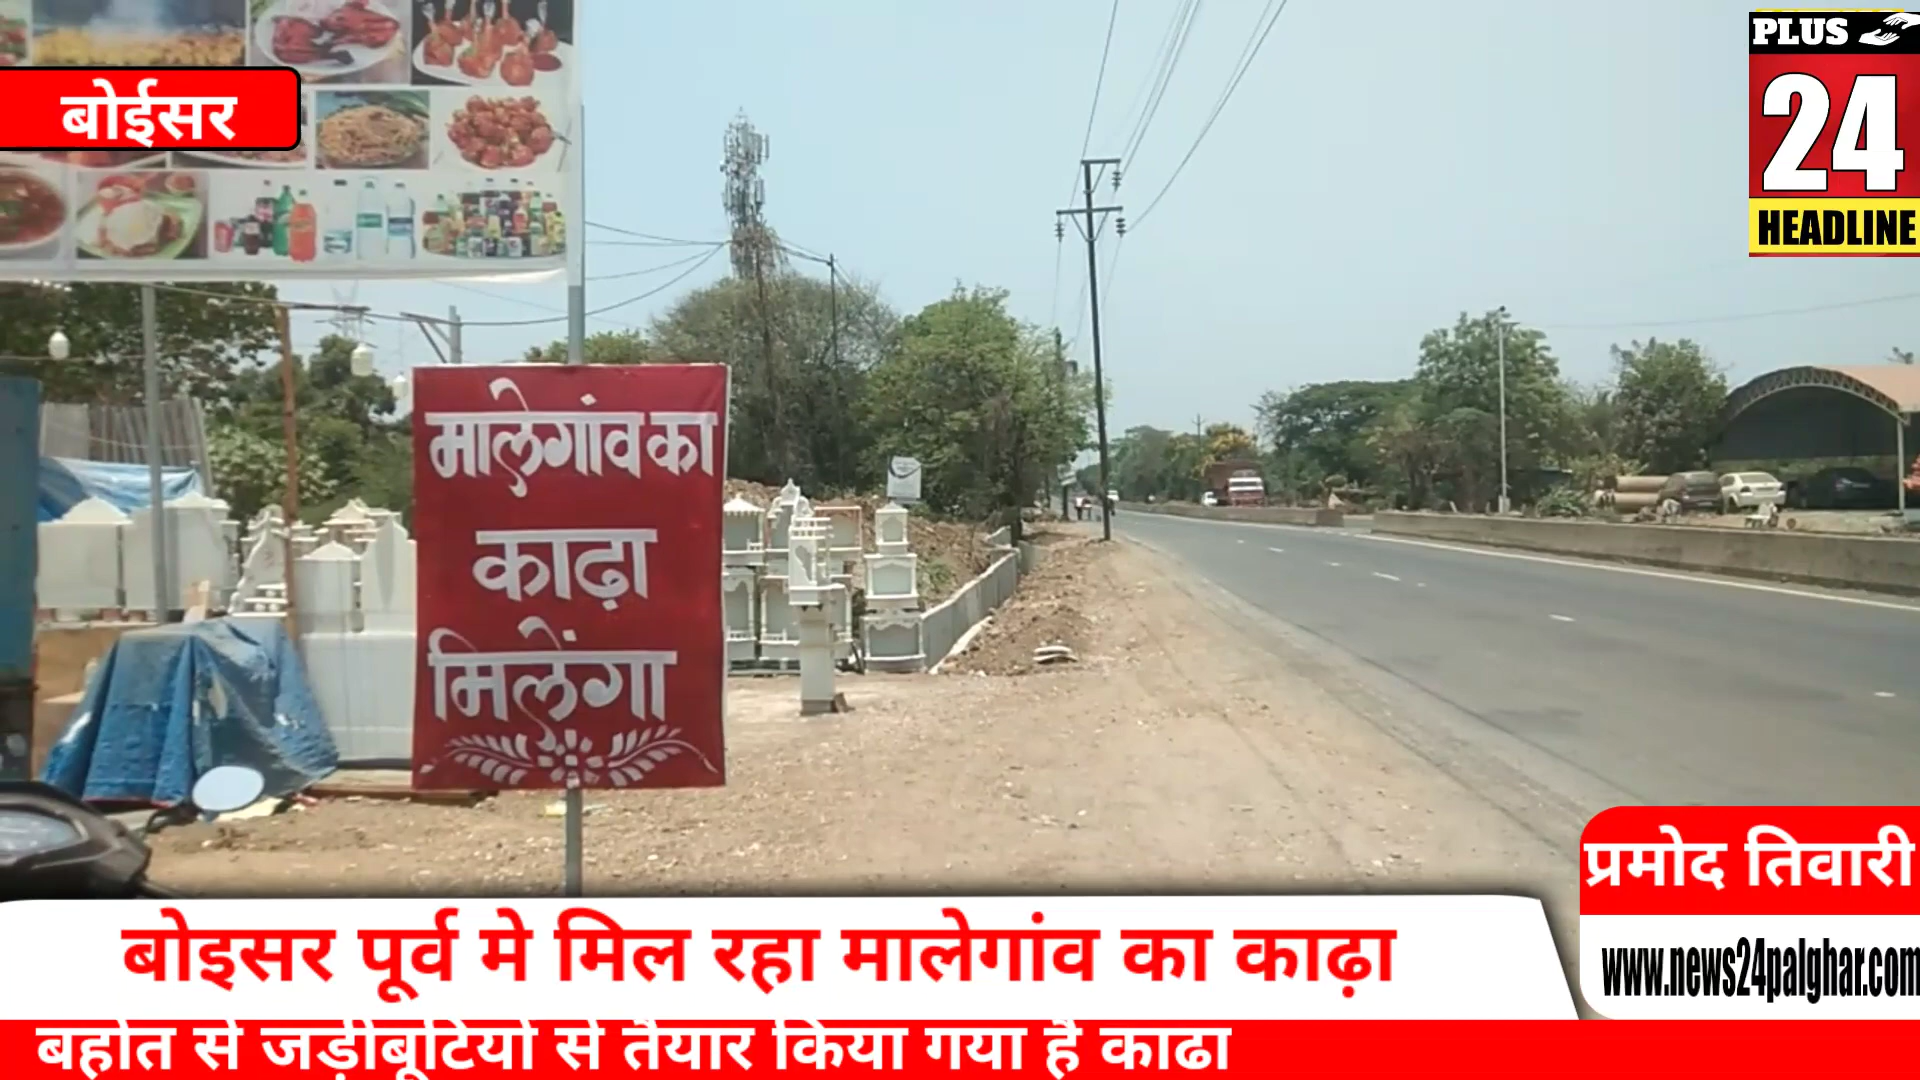 बोईसर
PLUS
24
HEADLINE
मालेगांव का
काढ़ा
मिलेंगा
प्रमोद तिवारी
www.news24palghar.com
बोइसर पूर्व मे मिल रहा मालेगांव का काढ़ा
बहोत से जड़ीबूटियो से तैयार किया गया है काढा